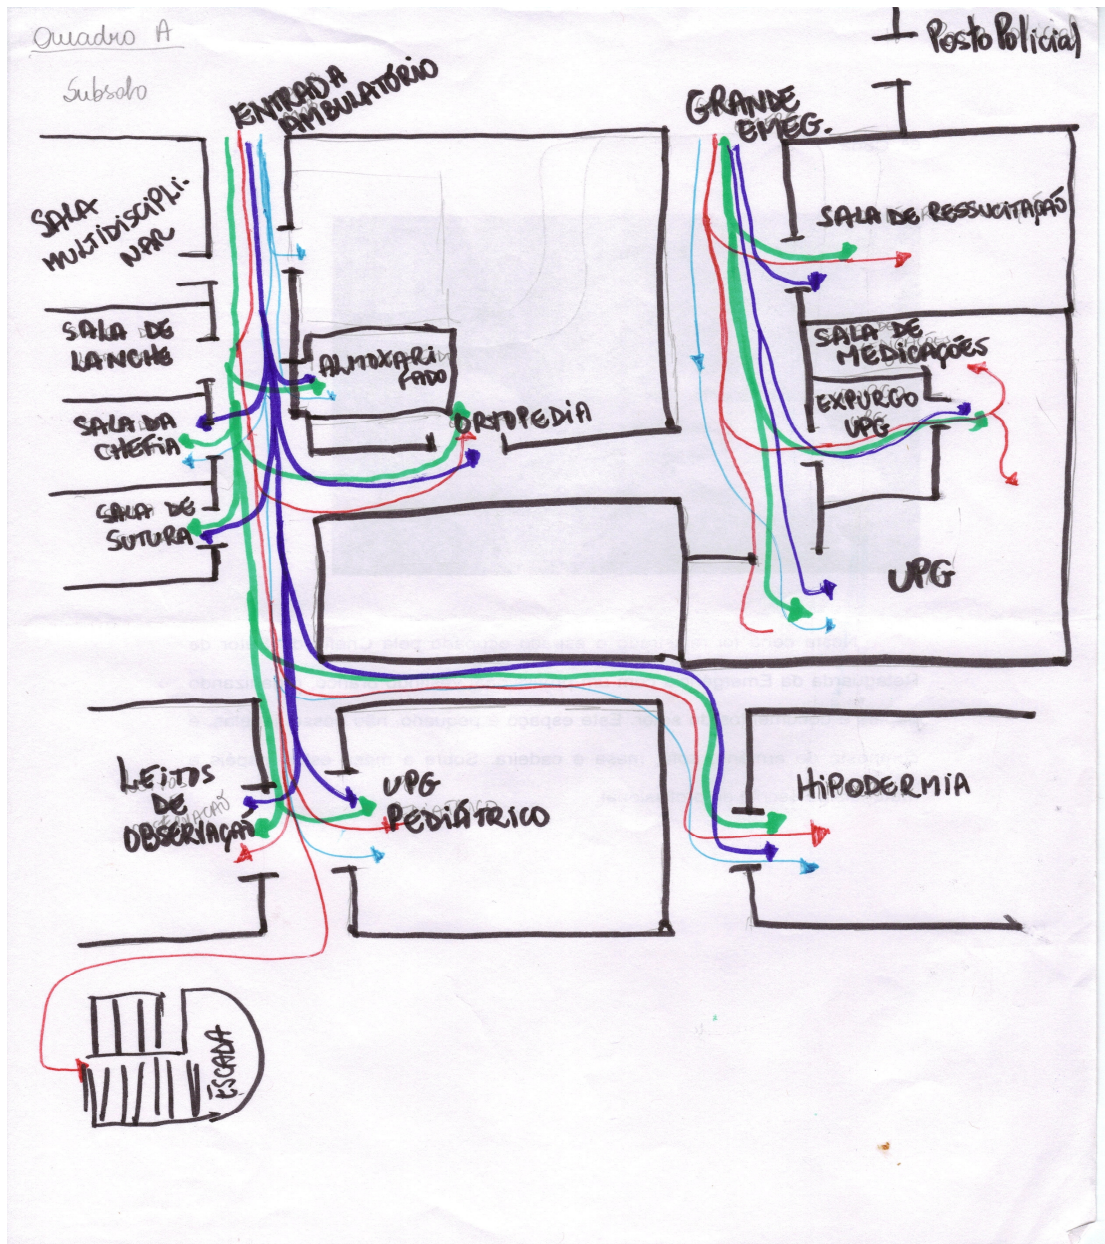 Quadro A
Subsolo
Posto Policial
ENTRADA
AMBULATÓRIO
GRANDE
EMEG.
SALA
MULTIDISCIPLI-
NAR
SALA DE RESSUCITAÇÃO
SALA DE
LANCHE
ALMOXARI
FADO
SALA DE
MEDICAÇÕES
EXPURGO
UPG
SALA DA
CHEFIA
ORTOPEDIA
SALA DE
SUTURA
UPG
LEITOS
DE
OBSERVAÇÃO
UPG
PEDIÁTRICO
HIPODERMIA
ESCADA